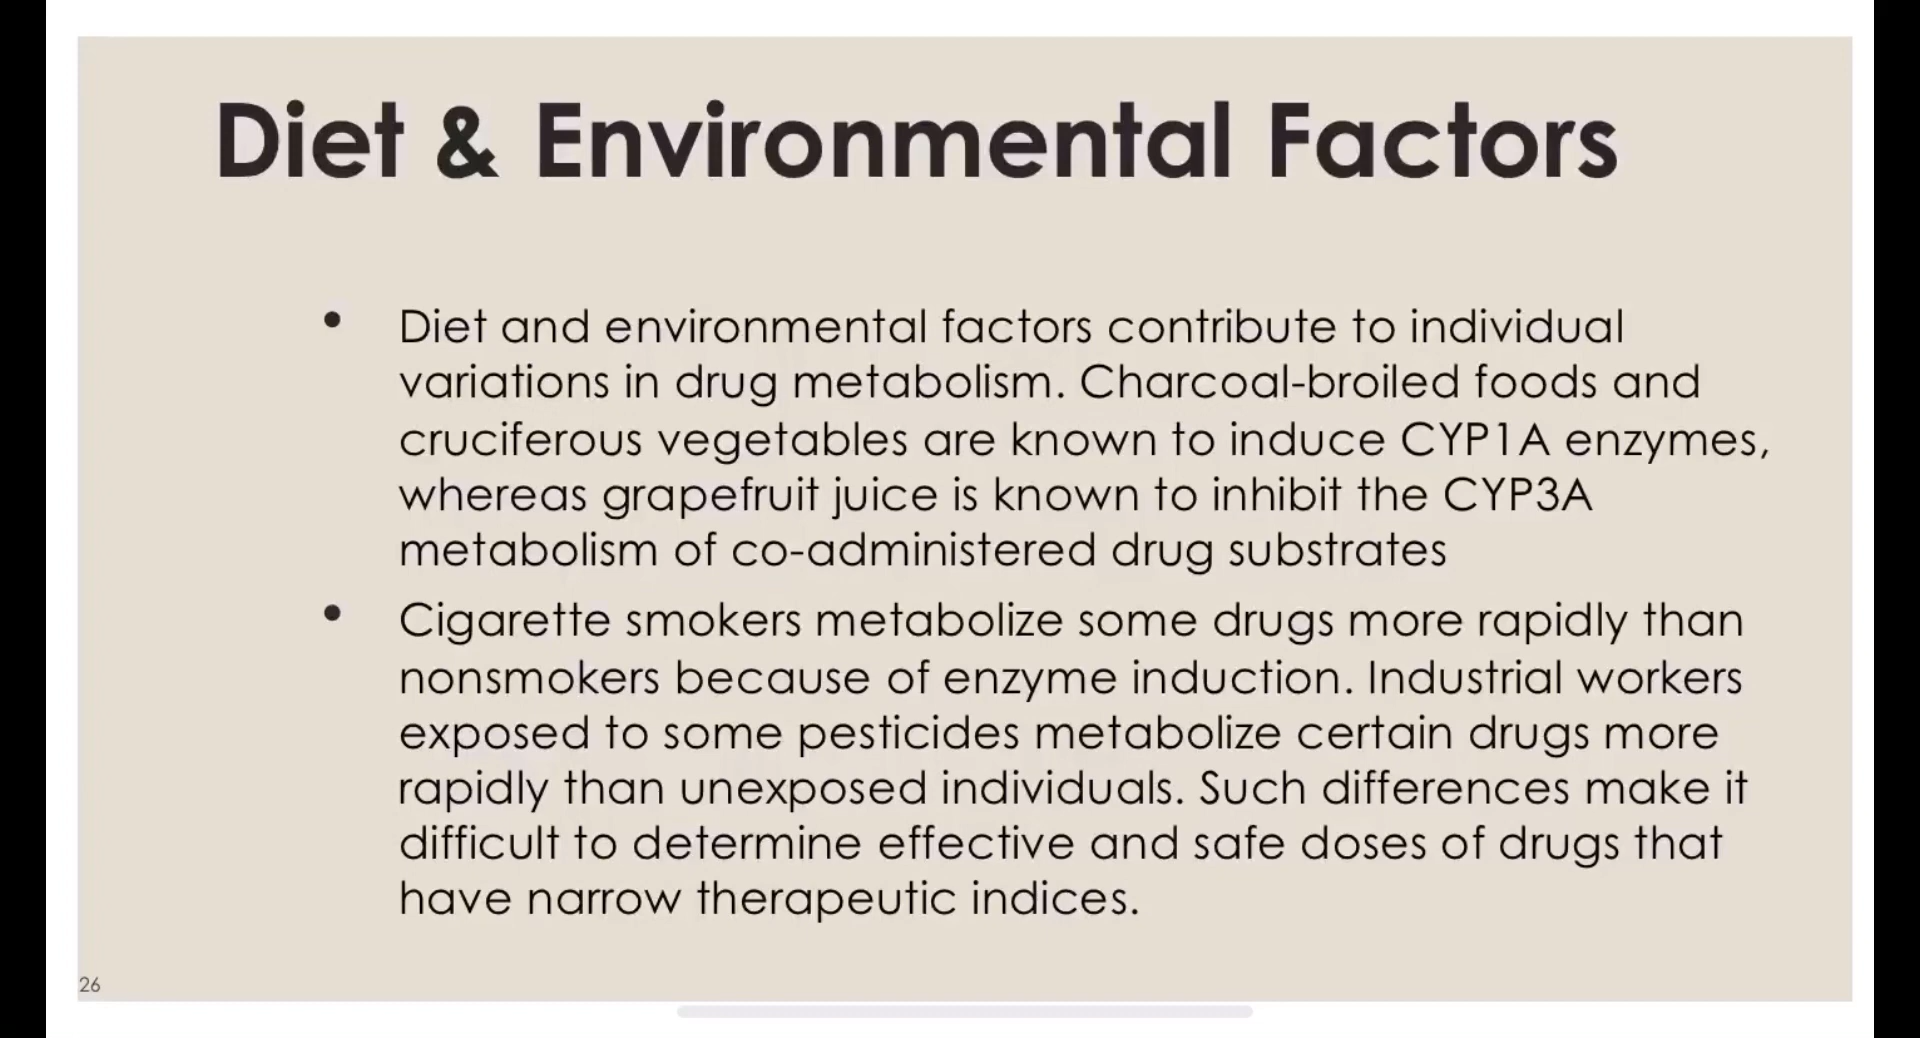 Diet & Environmental Factors
• Diet and environmental factors contribute to individual
variations in drug metabolism. Charcoal-broiled foods and
cruciferous vegetables are known to induce CYP1A enzymes,
whereas grapefruit juice is known to inhibit the CYP3A
metabolism of co-administered drug substrates
• Cigarette smokers metabolize some drugs more rapidly than
nonsmokers because of enzyme induction. Industrial workers
exposed to some pesticides metabolize certain drugs more
rapidly than unexposed individuals. Such differences make it
difficult to determine effective and safe doses of drugs that
have narrow therapeutic indices.
26